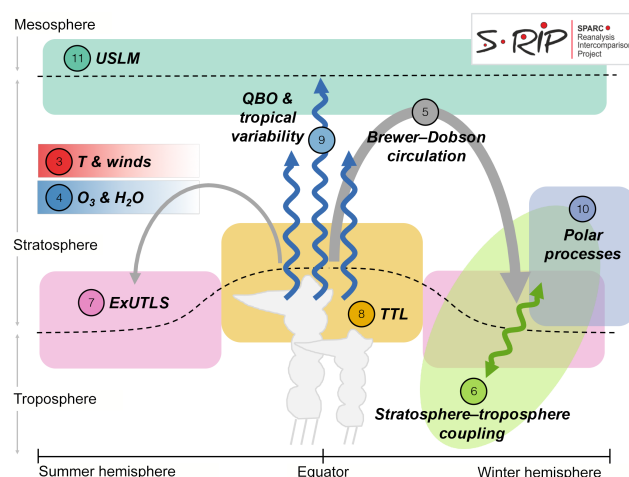 Mesosphere
S-RIP
SPARC
Reanalysis
Intercomparison
Project
11 USLM
QBO &
tropical
variability
9
5
Brewer–Dobson
circulation
3 T & winds
4 O₃ & H₂O
10
Polar
processes
Stratosphere
7 ExUTLS
8 TTL
6
Stratosphere–troposphere
coupling
Troposphere
Summer hemisphere
Equator
Winter hemisphere